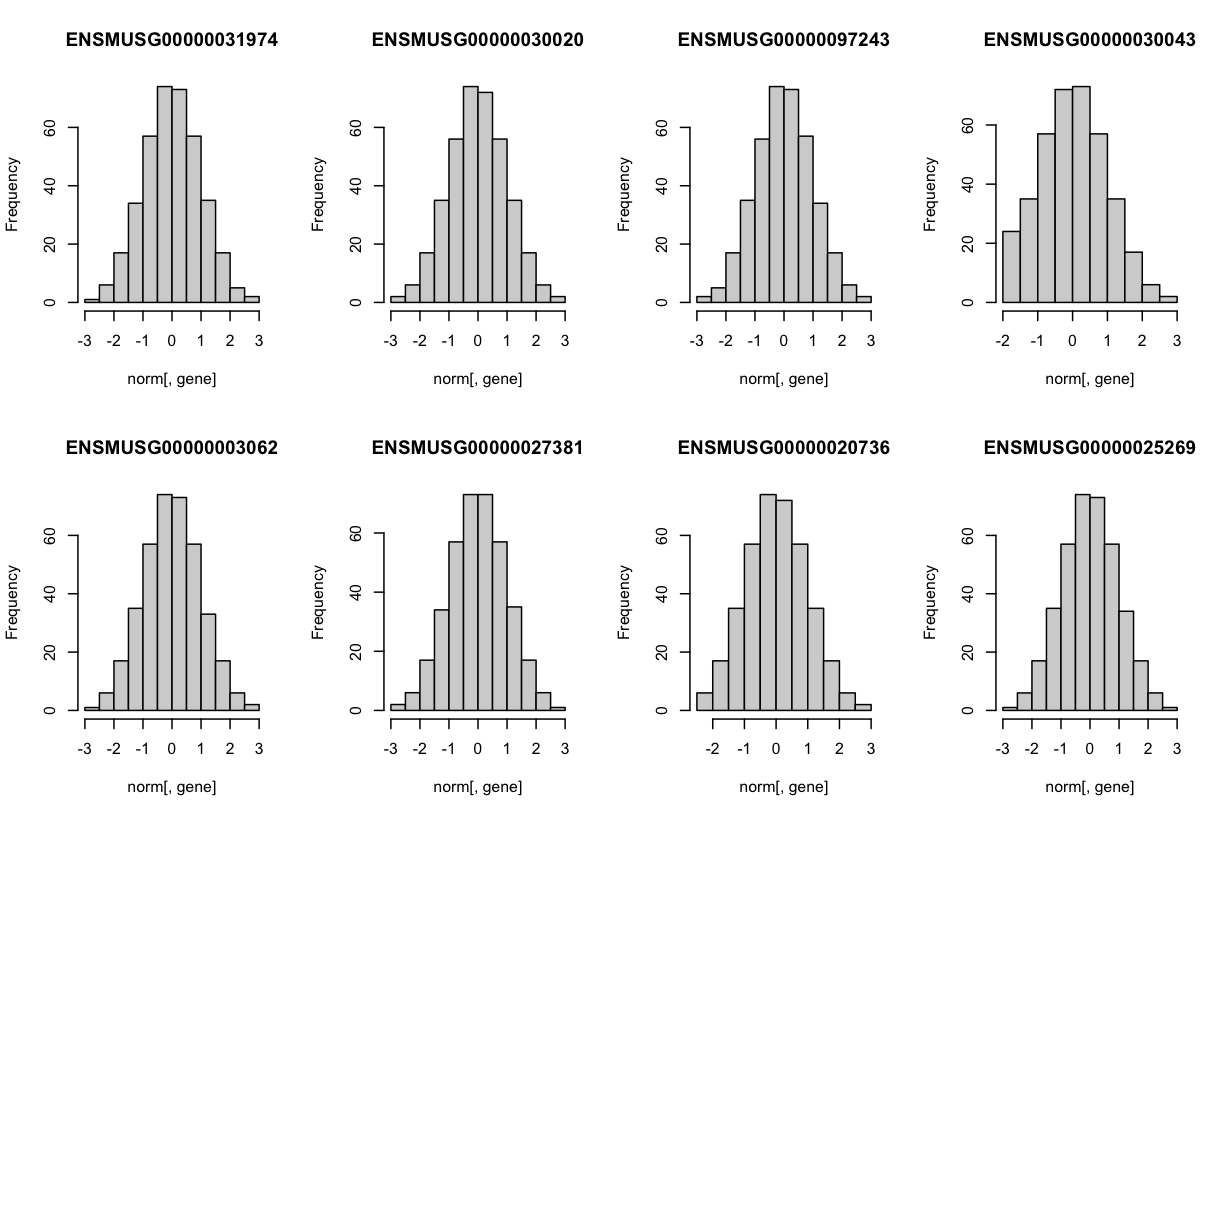 ENSMUSG00000031974
Frequency
0 20 40 60
-3 -2 -1 0 1 2 3
norm[, gene]
ENSMUSG00000030020
Frequency
0 20 40 60
-3 -2 -1 0 1 2 3
norm[, gene]
ENSMUSG00000097243
Frequency
0 20 40 60
-3 -2 -1 0 1 2 3
norm[, gene]
ENSMUSG00000030043
Frequency
0 20 40 60
-2 -1 0 1 2 3
norm[, gene]
ENSMUSG00000003062
Frequency
0 20 40 60
-3 -2 -1 0 1 2 3
norm[, gene]
ENSMUSG00000027381
Frequency
0 20 40 60
-3 -2 -1 0 1 2 3
norm[, gene]
ENSMUSG00000020736
Frequency
0 20 40 60
-2 -1 0 1 2 3
norm[, gene]
ENSMUSG00000025269
Frequency
0 20 40 60
-3 -2 -1 0 1 2 3
norm[, gene]